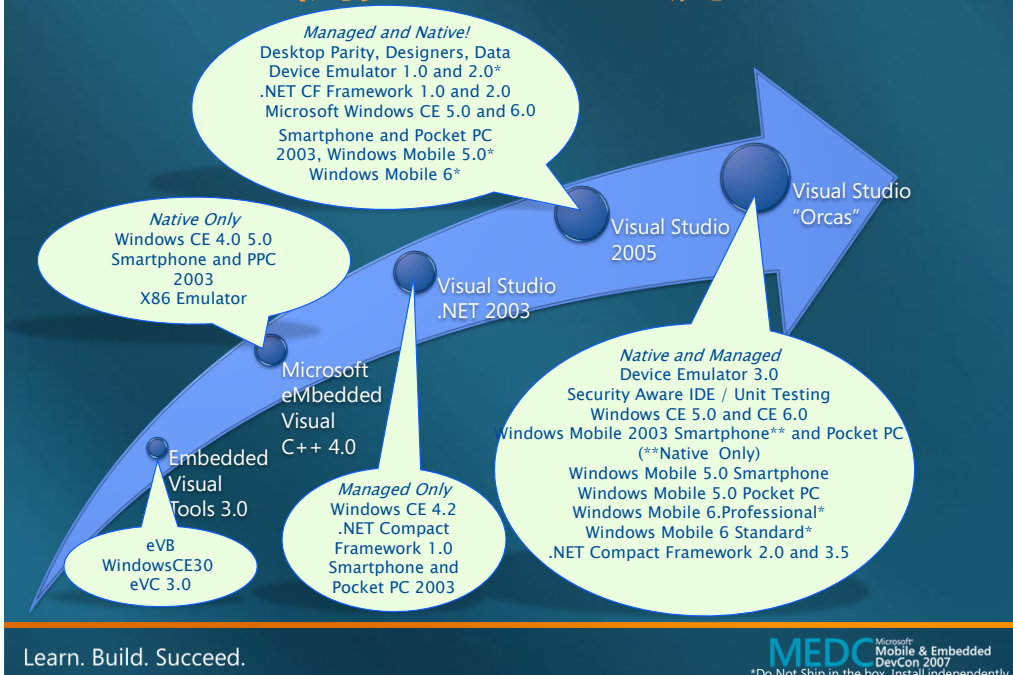 Managed and Native!
Desktop Parity, Designers, Data
Device Emulator 1.0 and 2.0*
.NET CF Framework 1.0 and 2.0
Microsoft Windows CE 5.0 and 6.0
Smartphone and Pocket PC
2003, Windows Mobile 5.0*
Windows Mobile 6*
Native Only
Windows CE 4.0 5.0
Smartphone and PPC
2003
X86 Emulator
Visual Studio
"Orcas"
Visual Studio
2005
Visual Studio
.NET 2003
Microsoft
eMbedded
Visual
C++ 4.0
Embedded
Visual
Tools 3.0
eVB
WindowsCE30
eVC 3.0
Managed Only
Windows CE 4.2
.NET Compact
Framework 1.0
Smartphone and
Pocket PC 2003
Native and Managed
Device Emulator 3.0
Security Aware IDE / Unit Testing
Windows CE 5.0 and CE 6.0
Windows Mobile 2003 Smartphone** and Pocket PC
(**Native Only)
Windows Mobile 5.0 Smartphone
Windows Mobile 5.0 Pocket PC
Windows Mobile 6.Professional*
Windows Mobile 6 Standard*
.NET Compact Framework 2.0 and 3.5
Learn. Build. Succeed.
MEDC Microsoft
Mobile & Embedded
DevCon 2007
*Do Not Ship in the box. Install independently